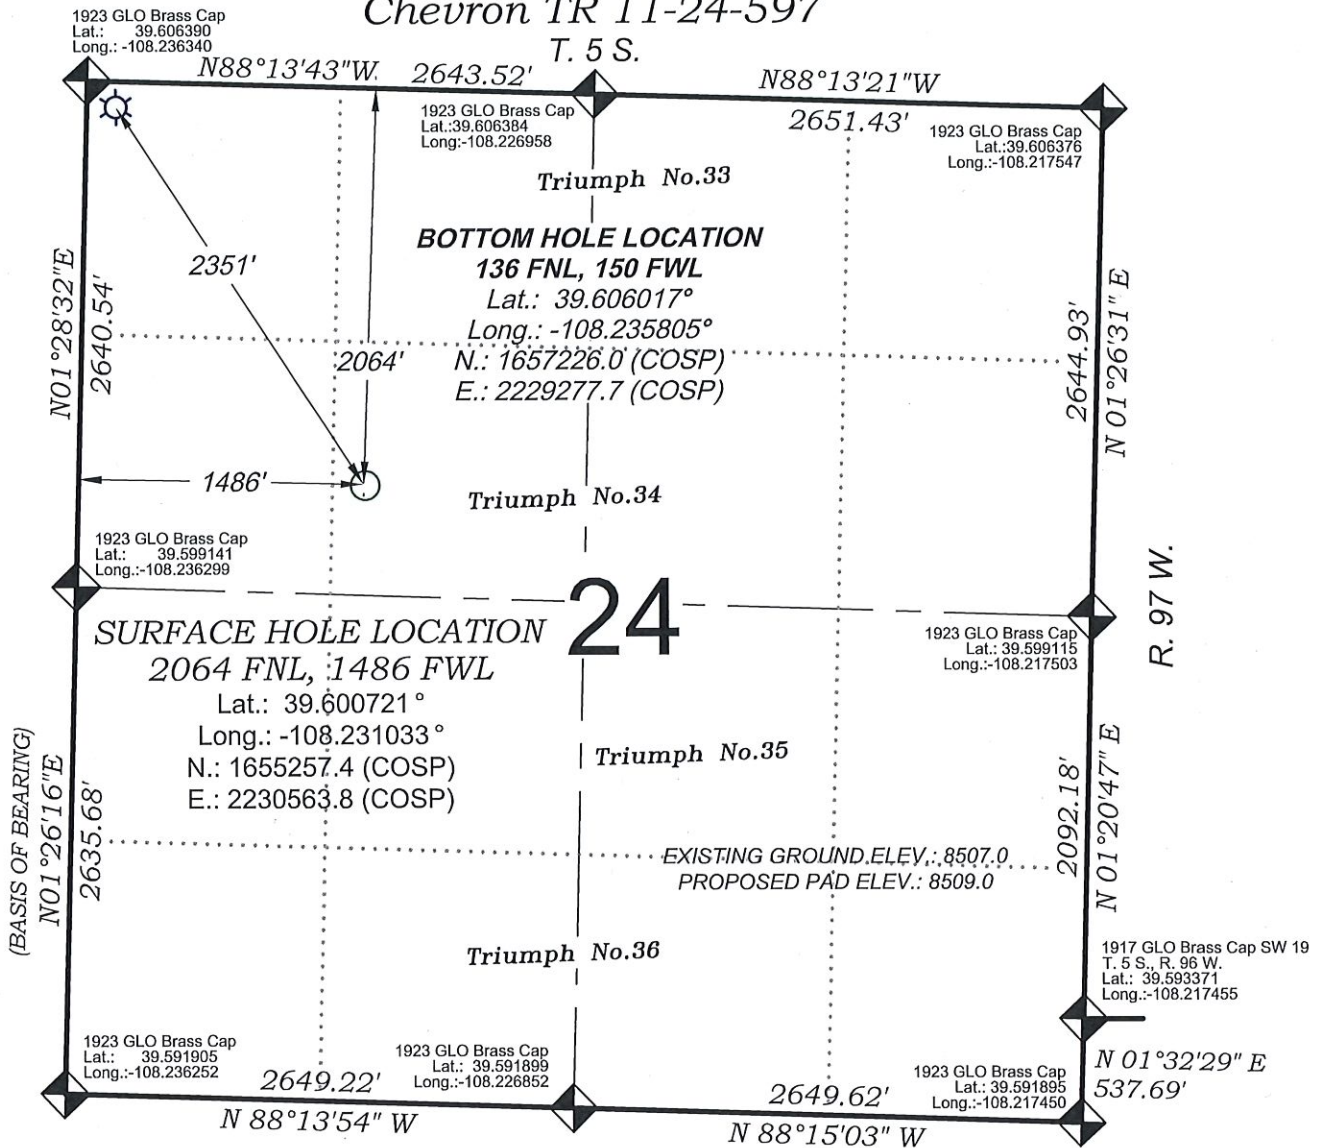 Chevron TR 11-24-597
T. 5 S.
1923 GLO Brass Cap
Lat.: 39.606390
Long.: -108.236340
N88°13'43"W. 2643.52'
N88°13'21"W
2651.43'
1923 GLO Brass Cap
Lat.:39.606384
Long:-108.226958
1923 GLO Brass Cap
Lat.:39.606376
Long.:-108.217547
Triumph No.33
BOTTOM HOLE LOCATION
136 FNL, 150 FWL
Lat.: 39.606017°
Long.: -108.235805°
N.: 1657226.0 (COSP)
E.: 2229277.7 (COSP)
2351'
2064'
N01°28'32"E
2640.54'
2644.93'
N 01°26'31" E
1486'
Triumph No.34
1923 GLO Brass Cap
Lat.: 39.599141
Long.:-108.236299
24
R. 97 W.
SURFACE HOLE LOCATION
2064 FNL, 1486 FWL
Lat.: 39.600721°
Long.: -108.231033°
N.: 1655257.4 (COSP)
E.: 2230563.8 (COSP)
1923 GLO Brass Cap
Lat.: 39.599115
Long.:-108.217503
Triumph No.35
(BASIS OF BEARING)
N01°26'16"E
2635.68'
2092.18'
N 01°20'47" E
EXISTING GROUND ELEV.: 8507.0
PROPOSED PAD ELEV.: 8509.0
Triumph No.36
1917 GLO Brass Cap SW 19
T. 5 S., R. 96 W.
Lat.: 39.593371
Long.:-108.217455
1923 GLO Brass Cap
Lat.: 39.591905
Long.:-108.236252
2649.22'
N 88°13'54" W
1923 GLO Brass Cap
Lat.: 39.591899
Long.:-108.226852
2649.62'
N 88°15'03" W
1923 GLO Brass Cap
Lat.: 39.591895
Long.:-108.217450
N 01°32'29" E
537.69'